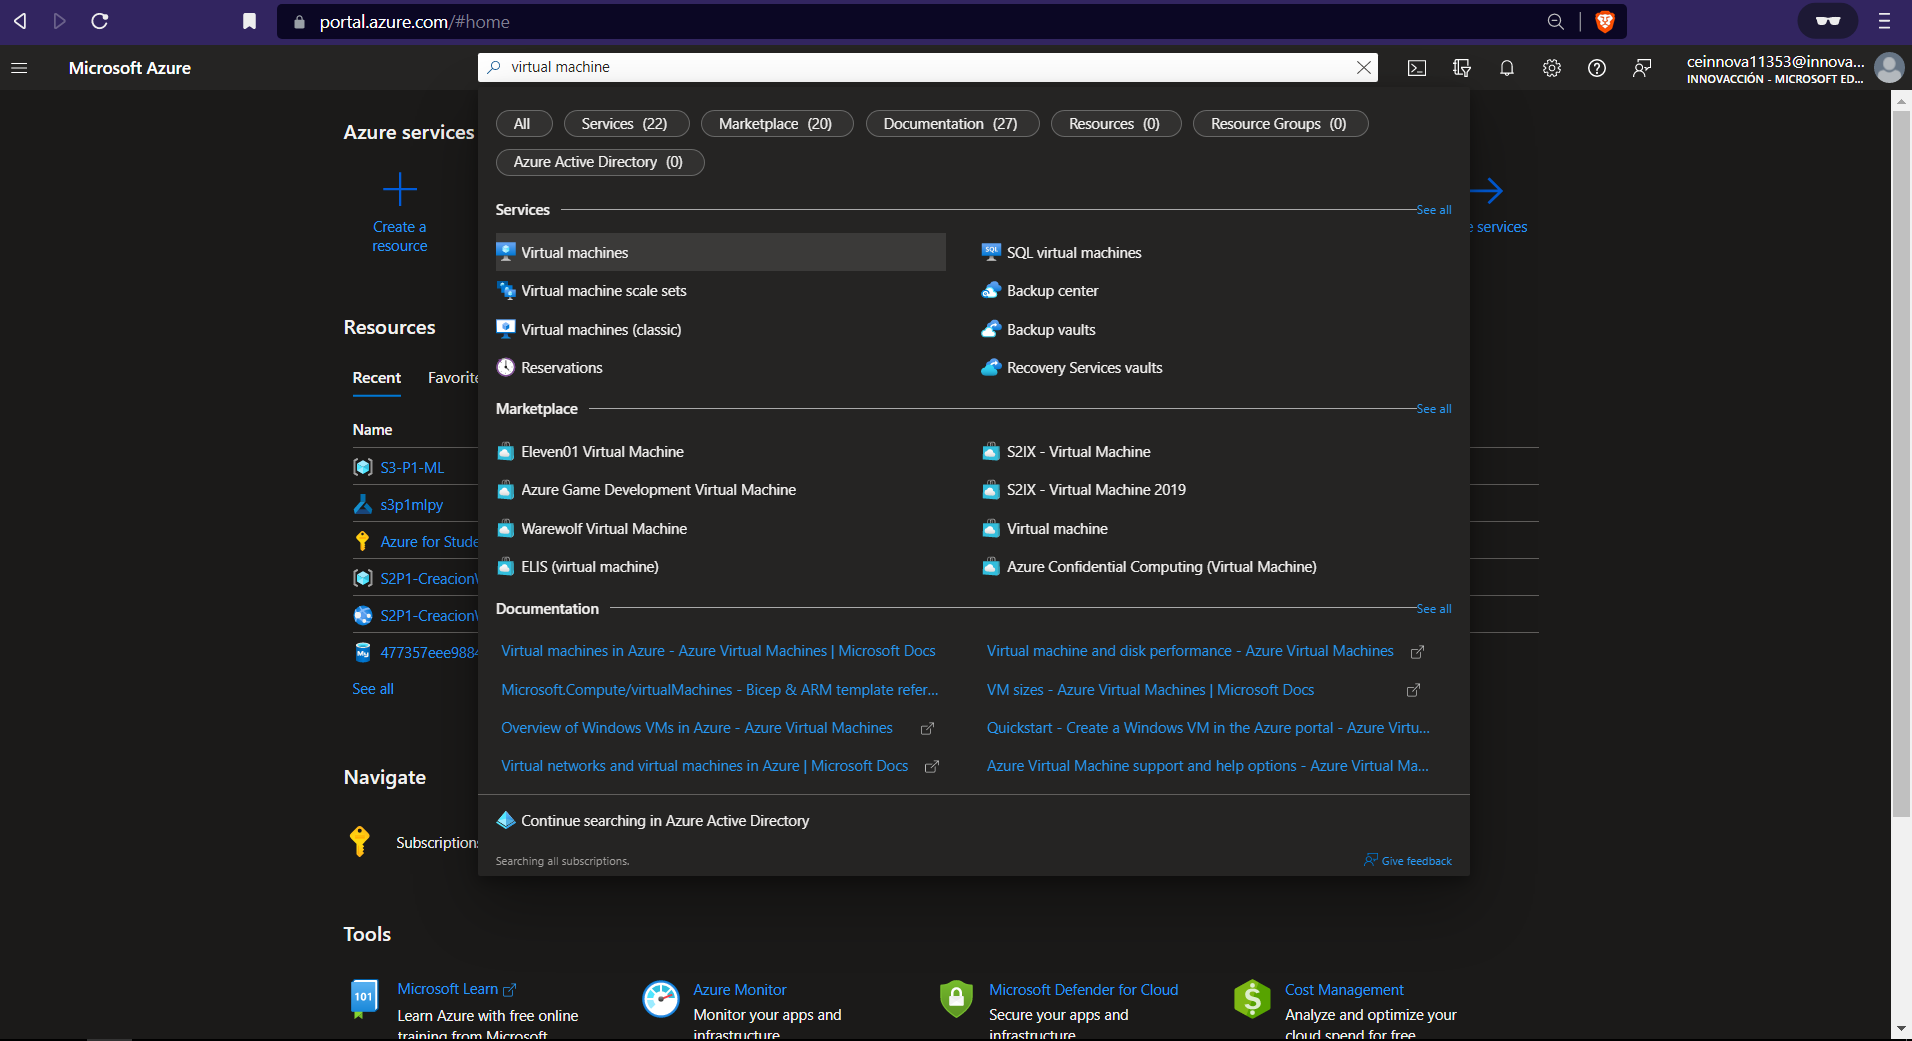 portal.azure.com/#home
Microsoft Azure
virtual machine
ceinnova11353@innova...
INNOVACCIÓN - MICROSOFT ED...
All
Services (22)
Marketplace (20)
Documentation (27)
Resources (0)
Resource Groups (0)
Azure Active Directory (0)
Azure services
Create a
resource
services
Services
See all
Virtual machines
SQL virtual machines
Virtual machine scale sets
Backup center
Virtual machines (classic)
Backup vaults
Reservations
Recovery Services vaults
Resources
Recent
Favorite
Name
S3-P1-ML
s3p1mlpy
Azure for Stude
S2P1-Creacion
S2P1-Creacion
477357eee988
See all
Marketplace
See all
Eleven01 Virtual Machine
S2IX - Virtual Machine
Azure Game Development Virtual Machine
S2IX - Virtual Machine 2019
Warewolf Virtual Machine
Virtual machine
ELIS (virtual machine)
Azure Confidential Computing (Virtual Machine)
Documentation
See all
Virtual machines in Azure - Azure Virtual Machines | Microsoft Docs
Virtual machine and disk performance - Azure Virtual Machines
Microsoft.Compute/virtualMachines - Bicep & ARM template refer...
VM sizes - Azure Virtual Machines | Microsoft Docs
Overview of Windows VMs in Azure - Azure Virtual Machines
Quickstart - Create a Windows VM in the Azure portal - Azure Virtu...
Virtual networks and virtual machines in Azure | Microsoft Docs
Azure Virtual Machine support and help options - Azure Virtual Ma...
Continue searching in Azure Active Directory
Searching all subscriptions.
Give feedback
Navigate
Subscriptions
Tools
101
Microsoft Learn
Learn Azure with free online
training from Microsoft
Azure Monitor
Monitor your apps and
infrastructure
Microsoft Defender for Cloud
Secure your apps and
infrastructure
Cost Management
Analyze and optimize your
cloud spend for free